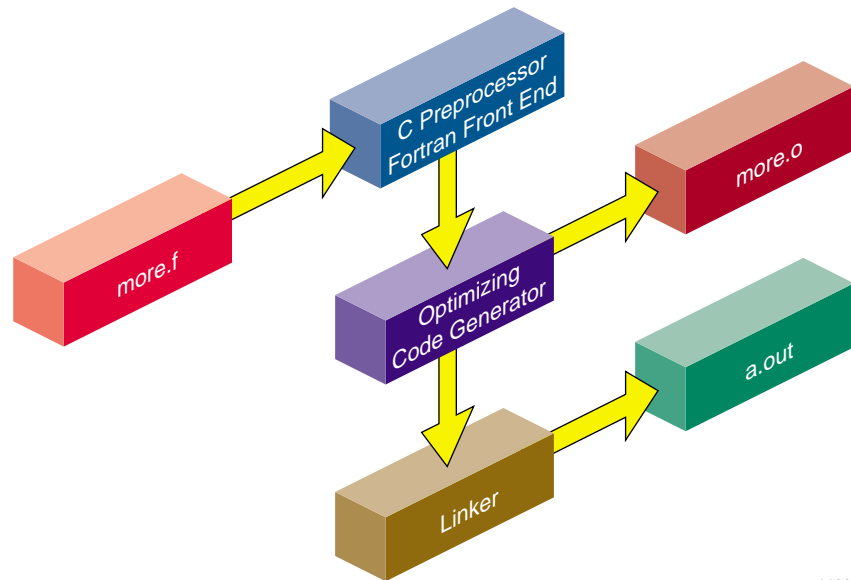 C Preprocessor
Fortran Front End
more.o
more.f
Optimizing
Code Generator
a.out
Linker